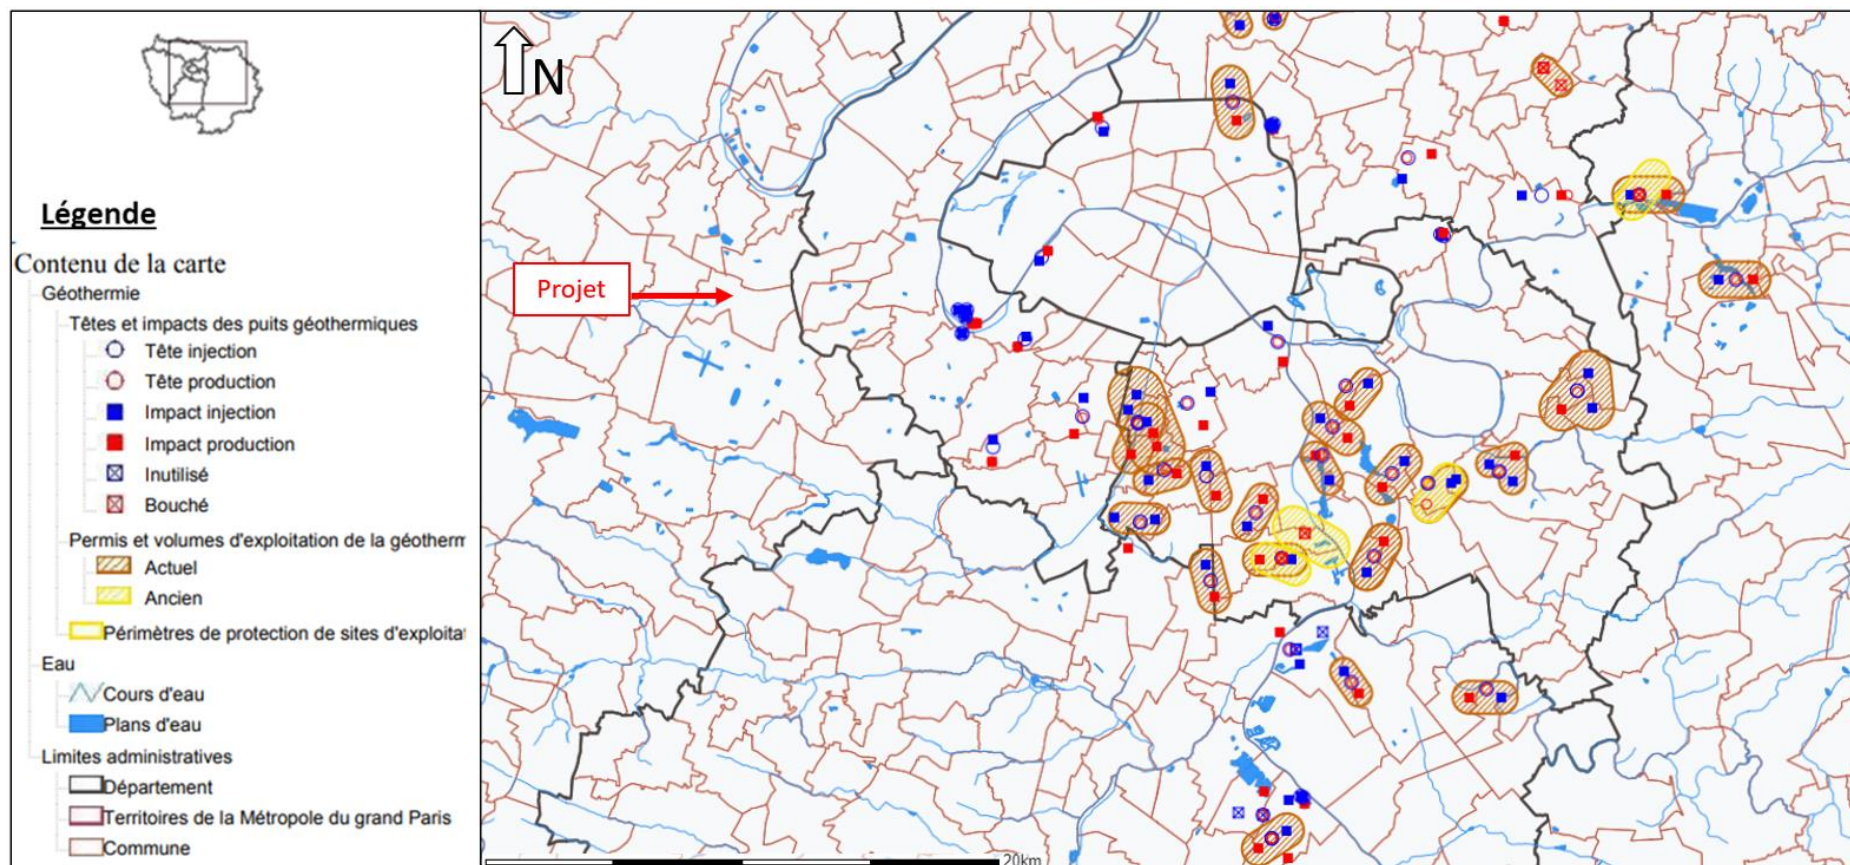 N
Légende
Contenu de la carte
Géothermie
Têtes et impacts des puits géothermiques
Tête injection
Tête production
Impact injection
Impact production
Inutilisé
Bouché
Permis et volumes d'exploitation de la géotherm
Actuel
Ancien
Périmètres de protection de sites d'exploitat
Eau
Cours d'eau
Plans d'eau
Limites administratives
Département
Territoires de la Métropole du grand Paris
Commune
Projet
20km